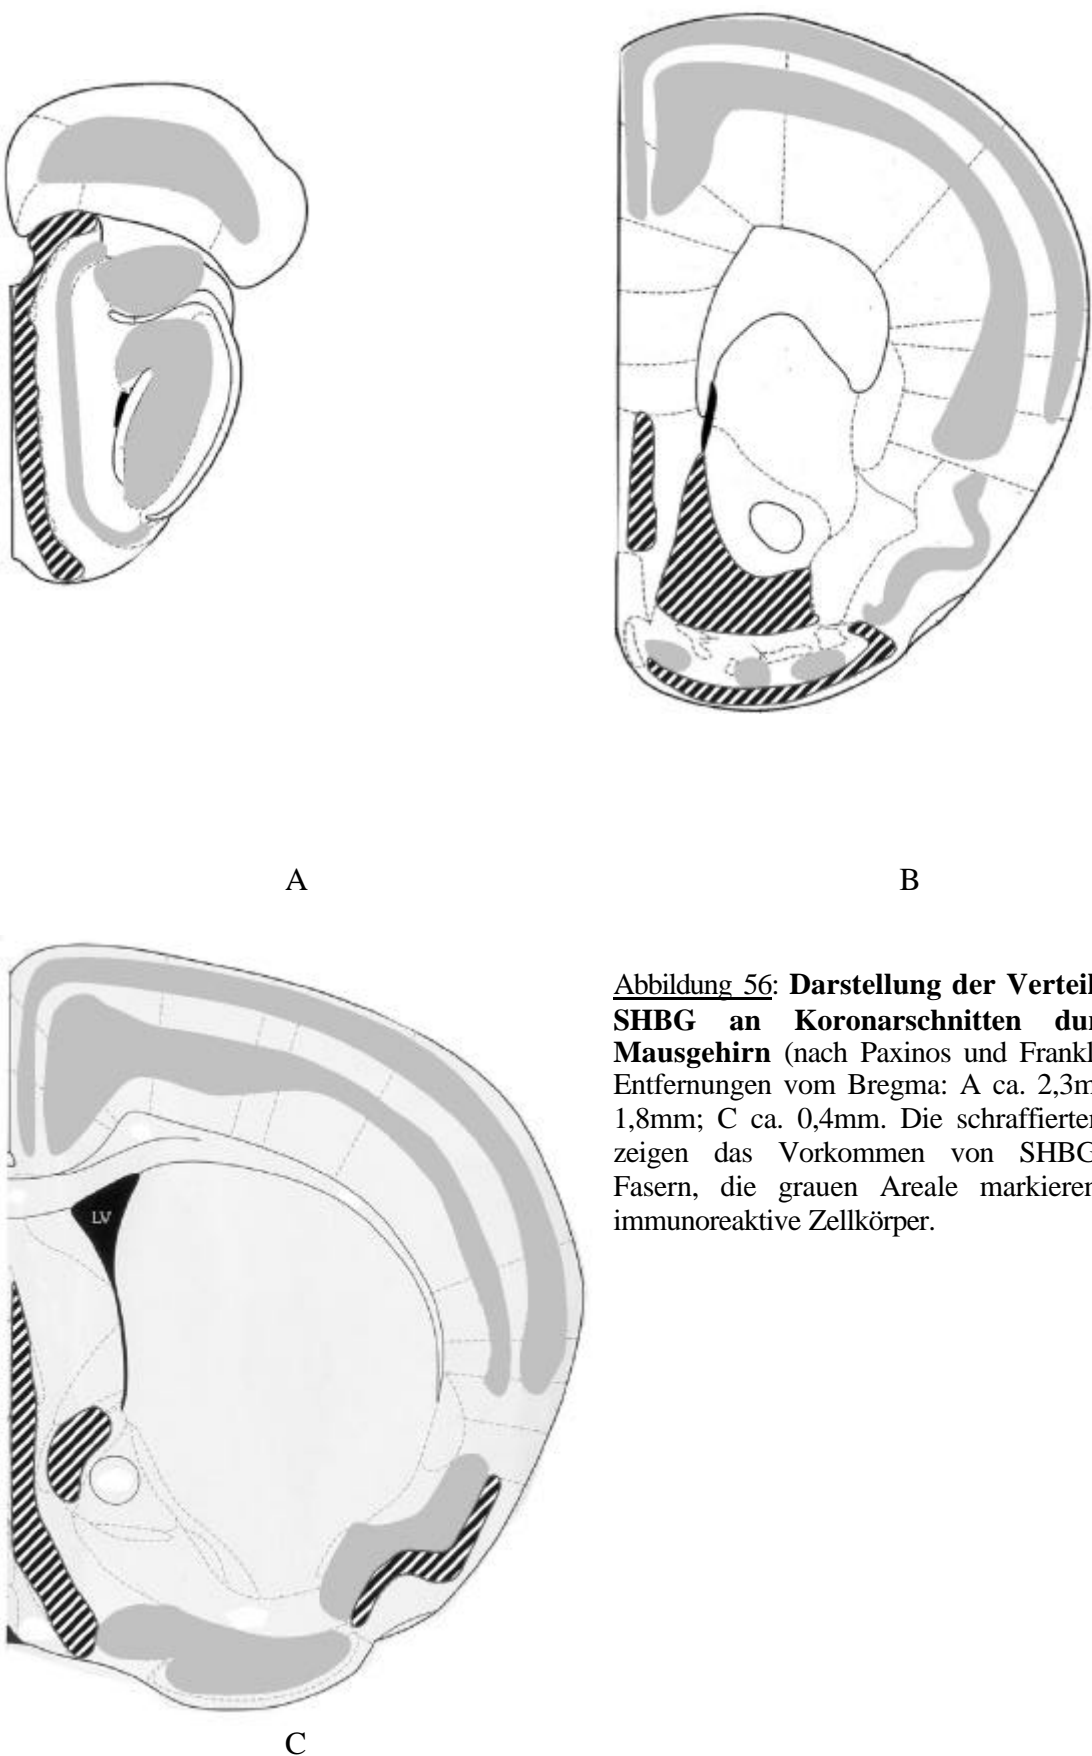 A
B
Abbildung 56: Darstellung der Verteil
SHBG an Koronarschnitten dur
Mausgehirn (nach Paxinos und Frankl
Entfernungen vom Bregma: A ca. 2,3m
1,8mm; C ca. 0,4mm. Die schraffierten
zeigen das Vorkommen von SHBG
Fasern, die grauen Areale markieren
immunoreaktive Zellkörper.
LV
C